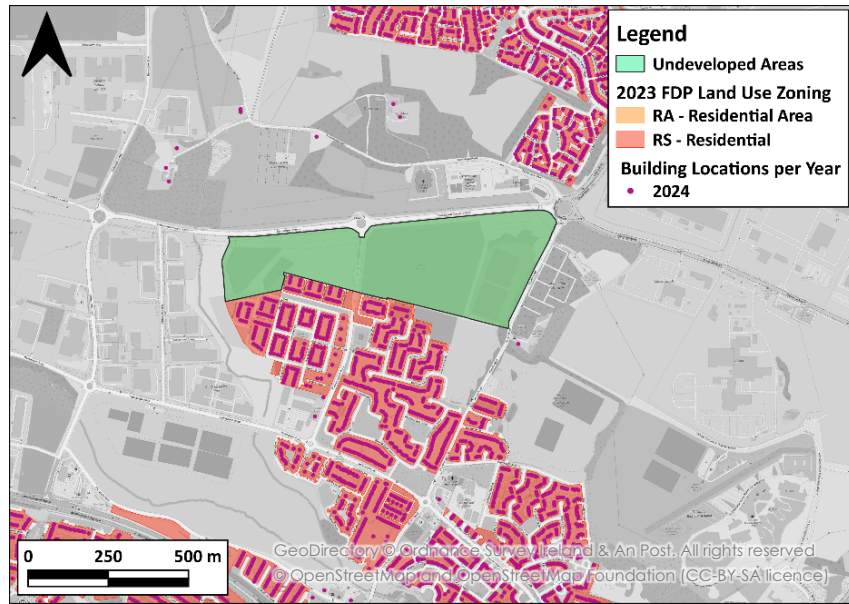 Legend
Undeveloped Areas
2023 FDP Land Use Zoning
RA - Residential Area
RS - Residential
Building Locations per Year
2024
0 250 500 m
GeoDirectory © Ordnance Survey Ireland & An Post, All rights reserved
© OpenStreetMap and OpenStreetMap Foundation (CC-BY-SA licence)